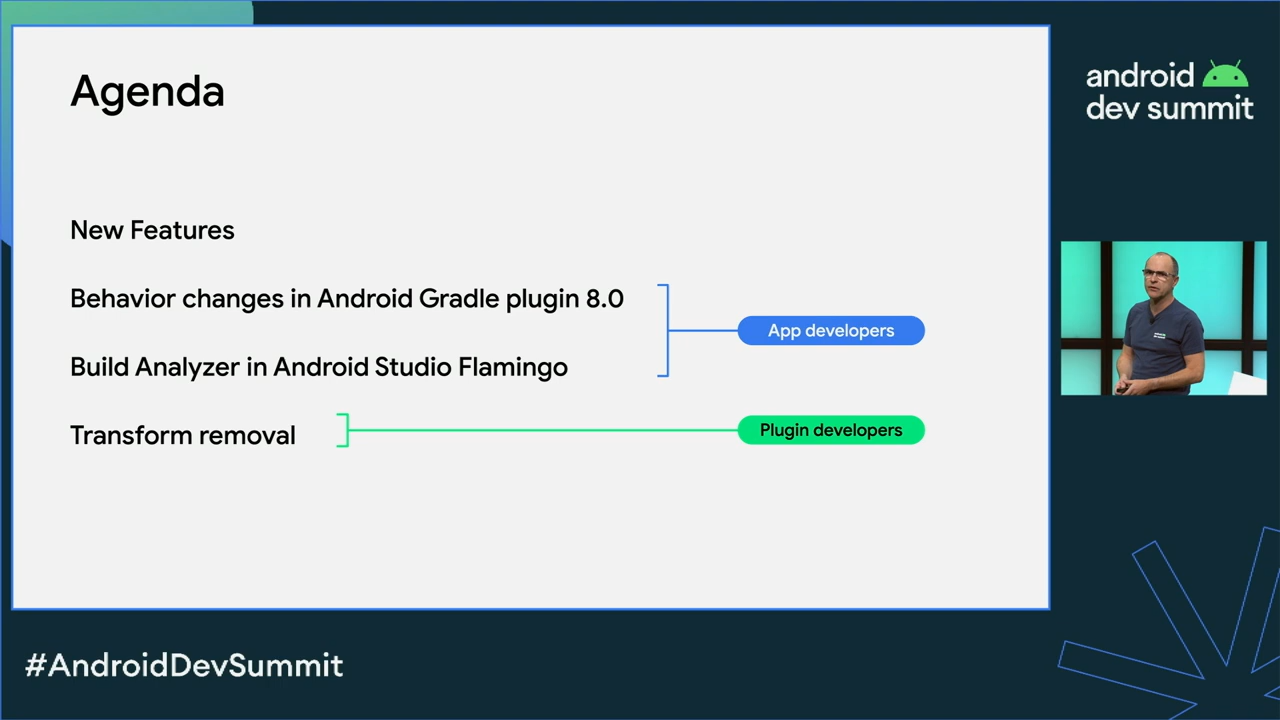 Agenda
New Features
Behavior changes in Android Gradle plugin 8.0
Build Analyzer in Android Studio Flamingo
Transform removal
App developers
Plugin developers
android
dev summit
#AndroidDevSummit